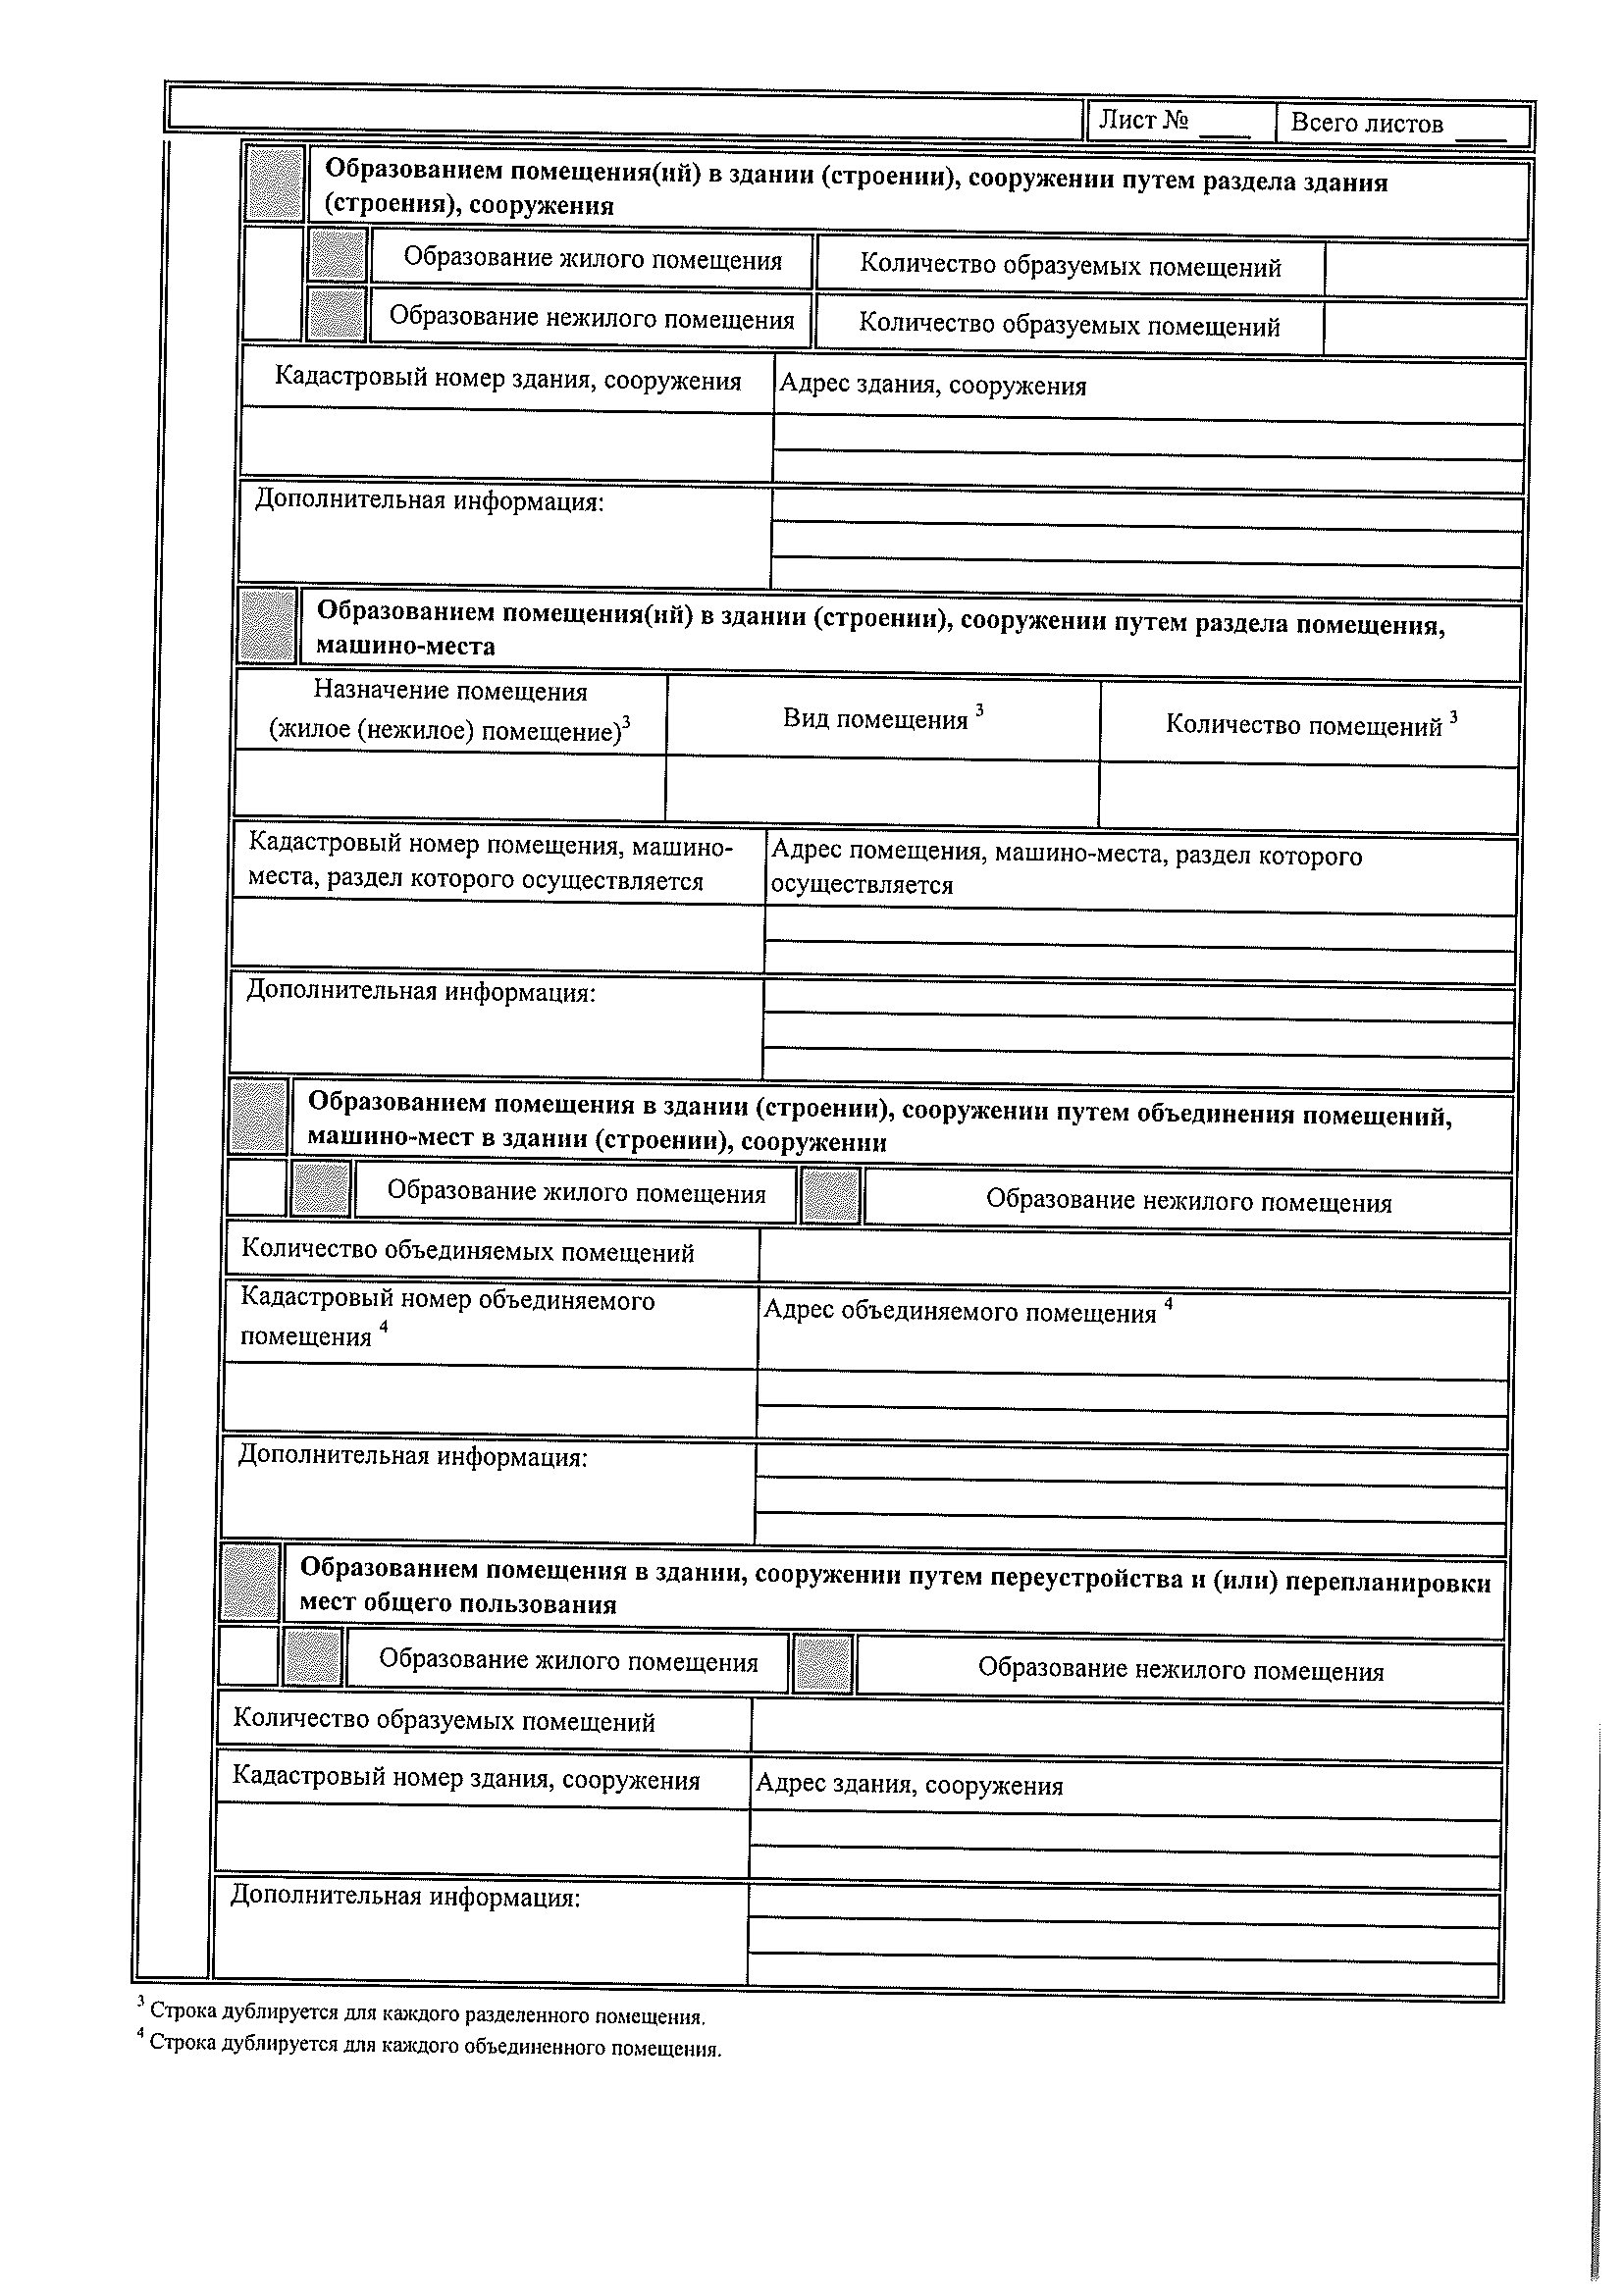 Лист № ____ Всего листов ____
Образованием помещения(ий) в здании (строении), сооружении путем раздела здания
(строения), сооружения
Образование жилого помещения Количество образуемых помещений
Образование нежилого помещения Количество образуемых помещений
Кадастровый номер здания, сооружения Адрес здания, сооружения
Дополнительная информация:
Образованием помещения(ий) в здании (строении), сооружении путем раздела помещения,
машино-места
Назначение помещения
(жилое (нежилое) помещение)³ Вид помещения ³ Количество помещений ³
Кадастровый номер помещения, машино-
места, раздел которого осуществляется
Адрес помещения, машино-места, раздел которого
осуществляется
Дополнительная информация:
Образованием помещения в здании (строении), сооружении путем объединения помещений,
машино-мест в здании (строении), сооружении
Образование жилого помещения Образование нежилого помещения
Количество объединяемых помещений
Кадастровый номер объединяемого
помещения ⁴
Адрес объединяемого помещения ⁴
Дополнительная информация:
Образованием помещения в здании, сооружении путем переустройства и (или) перепланировки
мест общего пользования
Образование жилого помещения Образование нежилого помещения
Количество образуемых помещений
Кадастровый номер здания, сооружения Адрес здания, сооружения
Дополнительная информация:
³ Строка дублируется для каждого разделенного помещения.
⁴ Строка дублируется для каждого объединенного помещения.